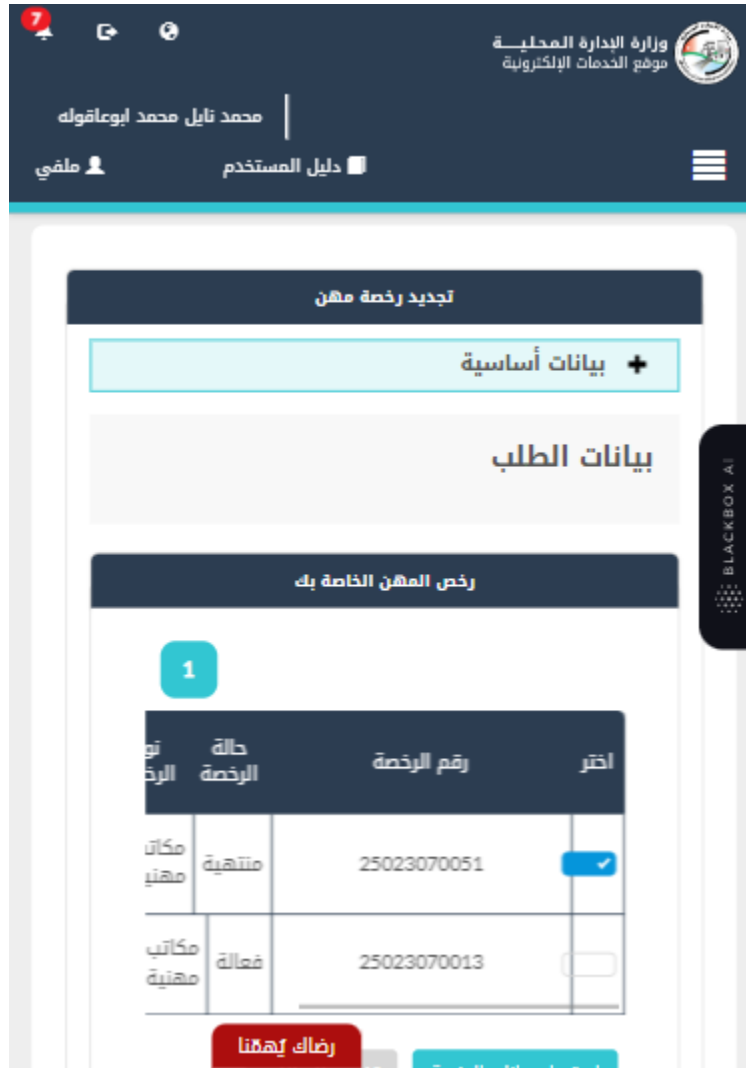 7
وزارة الإدارة المحليـــة
موقع الخدمات الإلكترونية
محمد نايل محمد ابوعاقوله
دليل المستخدم
ملفي
تجديد رخصة مهن
+ بيانات أساسية
بيانات الطلب
BLACKBOX AI
رخص المهن الخاصة بك
1
اختر رقم الرخصة حالة الرخصة
25023070051 منتهية
25023070013 فعالة مكاتب مهنية
رضاك يُهمّنا